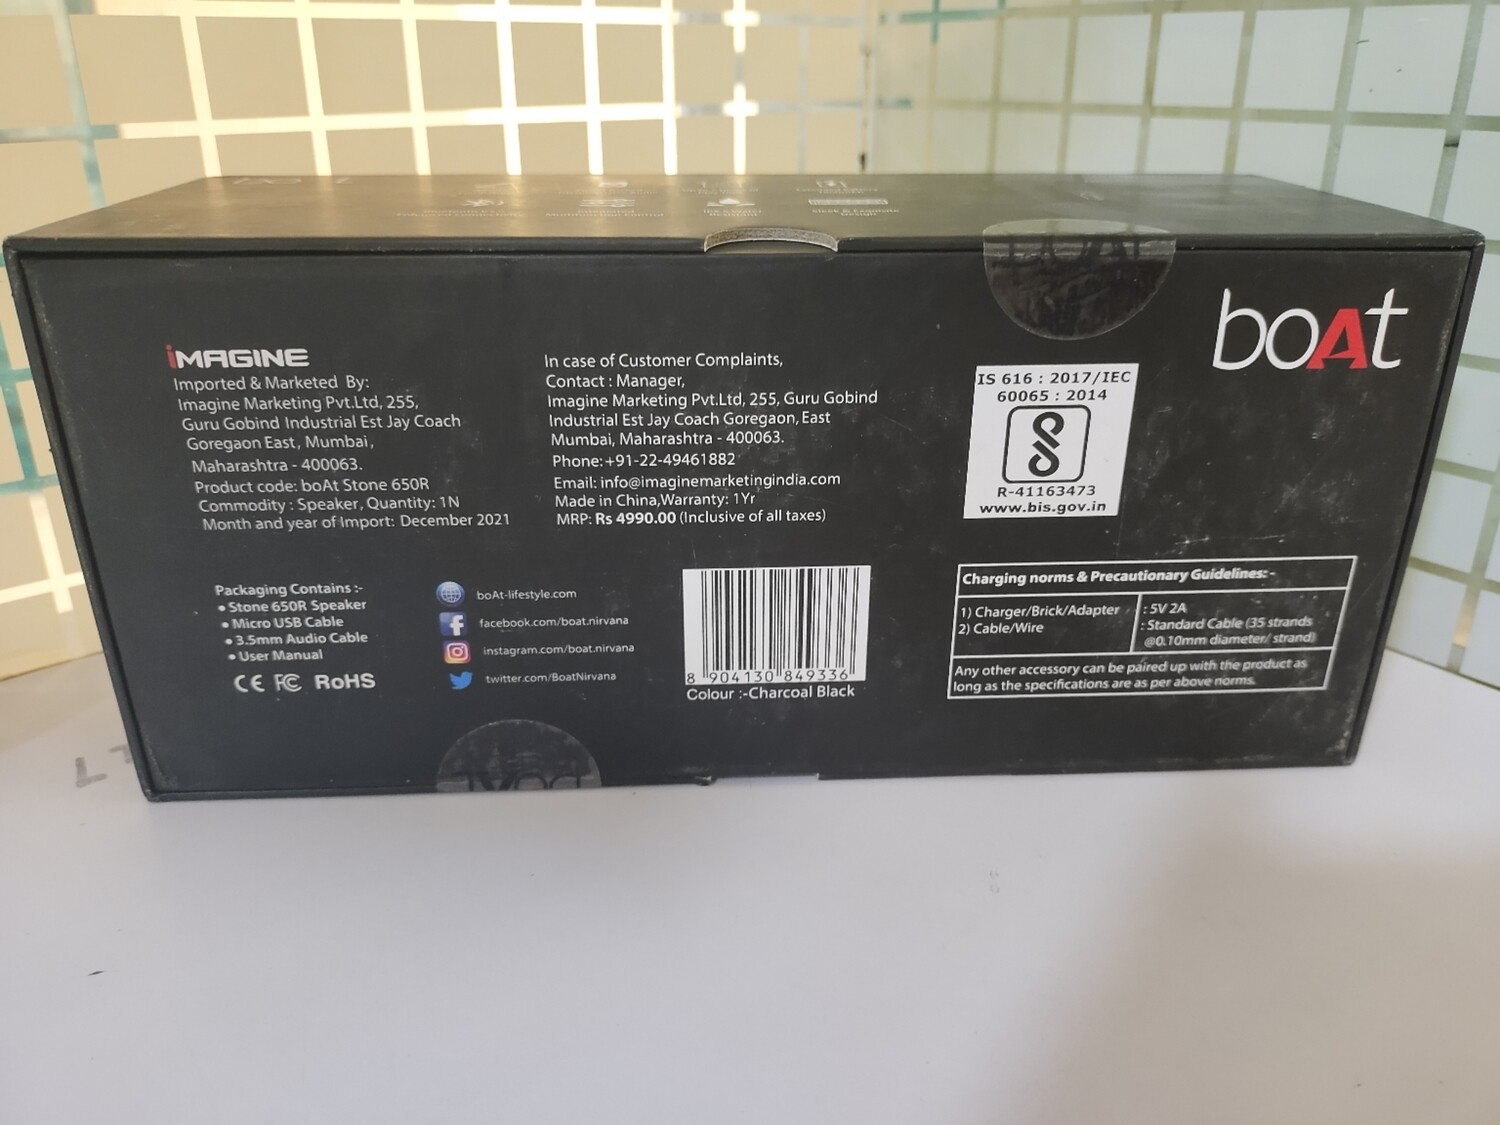 boAt
iMAGINE
Imported & Marketed By:
Imagine Marketing Pvt.Ltd, 255,
Guru Gobind Industrial Est Jay Coach
Goregaon East, Mumbai,
Maharashtra - 400063.
Product code: boAt Stone 650R
Commodity : Speaker, Quantity: 1N
Month and year of Import: December 2021
In case of Customer Complaints,
Contact : Manager,
Imagine Marketing Pvt.Ltd, 255, Guru Gobind
Industrial Est Jay Coach Goregaon, East
Mumbai, Maharashtra - 400063.
Phone:+91-22-49461882
Email: info@imaginemarketingindia.com
Made in China,Warranty: 1Yr
MRP: Rs 4990.00 (Inclusive of all taxes)
IS 616 : 2017/IEC
60065 : 2014
R-41163473
www.bis.gov.in
Packaging Contains :-
• Stone 650R Speaker
• Micro USB Cable
• 3.5mm Audio Cable
• User Manual
CE FC RoHS
boAt-lifestyle.com
facebook.com/boat.nirvana
instagram.com/boat.nirvana
twitter.com/BoatNirvana
8 904130 849336
Colour :-Charcoal Black
Charging norms & Precautionary Guidelines:-
1) Charger/Brick/Adapter : 5V 2A
2) Cable/Wire : Standard Cable (35 strands
@0.10mm diameter/ strand)
Any other accessory can be paired up with the product as
long as the specifications are as per above norms.